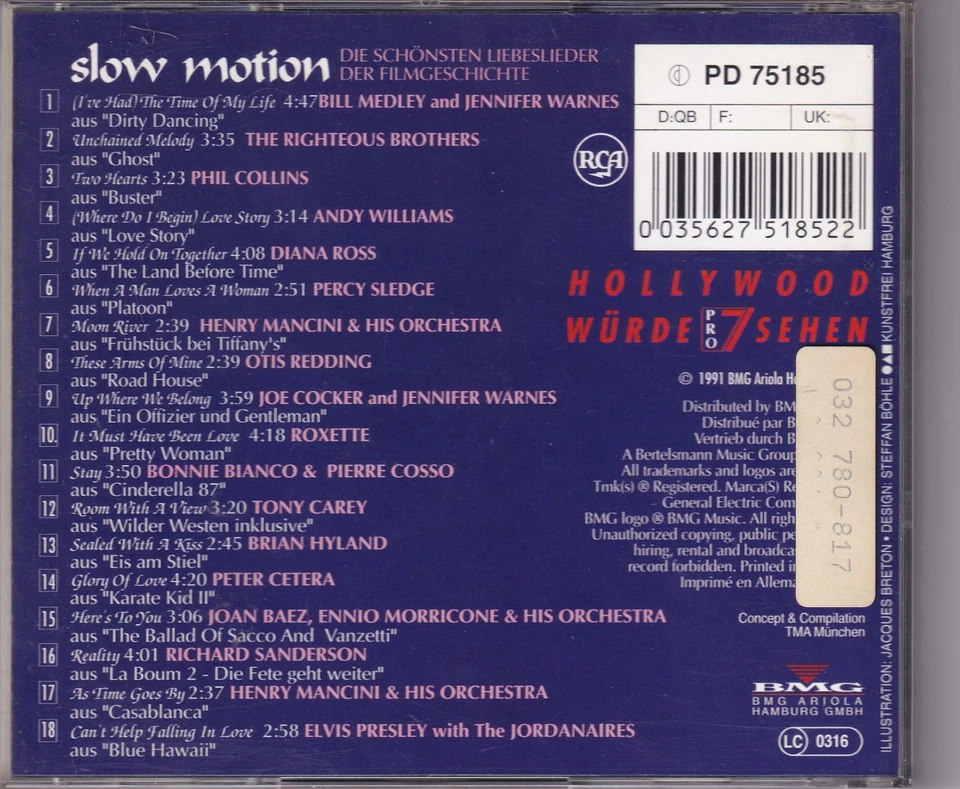 slow motion DIE SCHÖNSTEN LIEBESLIEDER
DER FILMGESCHICHTE
1 (I've Had) The Time Of My Life 4:47 BILL MEDLEY and JENNIFER WARNES
aus "Dirty Dancing"
2 Unchained Melody 3:35 THE RIGHTEOUS BROTHERS
aus "Ghost"
3 Two Hearts 3:23 PHIL COLLINS
aus "Buster"
4 (Where Do I Begin) Love Story 3:14 ANDY WILLIAMS
aus "Love Story"
5 If We Hold On Together 4:08 DIANA ROSS
aus "The Land Before Time"
6 When A Man Loves A Woman 2:51 PERCY SLEDGE
aus "Platoon"
7 Moon River 2:39 HENRY MANCINI & HIS ORCHESTRA
aus "Frühstück bei Tiffany's"
8 These Arms Of Mine 2:39 OTIS REDDING
aus "Road House"
9 Up Where We Belong 3:59 JOE COCKER and JENNIFER WARNES
aus "Ein Offizier und Gentleman"
10. It Must Have Been Love 4:18 ROXETTE
aus "Pretty Woman"
11 Stay 3:50 BONNIE BIANCO & PIERRE COSSO
aus "Cinderella 87"
12 Room With A View 3:20 TONY CAREY
aus "Wilder Westen inklusive"
13 Sealed With A Kiss 2:45 BRIAN HYLAND
aus "Eis am Stiel"
14 Glory Of Love 4:20 PETER CETERA
aus "Karate Kid II"
15 Here's To You 3:06 JOAN BAEZ, ENNIO MORRICONE & HIS ORCHESTRA
aus "The Ballad Of Sacco And Vanzetti"
16 Reality 4:01 RICHARD SANDERSON
aus "La Boum 2 - Die Fete geht weiter"
17 As Time Goes By 2:37 HENRY MANCINI & HIS ORCHESTRA
aus "Casablanca"
18 Can't Help Falling In Love 2:58 ELVIS PRESLEY with The JORDANAIRES
aus "Blue Hawaii"
PD 75185
D:QB F: UK:
RCA
0 035627 518522
HOLLYWOOD
WÜRDE PRO 7 SEHEN
© 1991 BMG Ariola
Distributed by
Distribué par
Vertrieb durch
A Bertelsmann Music
All trademarks and logos are
Tmk(s) ® Registered. Marca(S)
- General Electric
BMG logo ® BMG Music. All
Unauthorized copying, public
hiring, rental and
record forbidden. Printed
Imprimé en
032 780-817
Concept & Compilation
TMA München
BMG
BMG ARIOLA
HAMBURG GMBH
LC 0316
ILLUSTRATION: JACQUES BRETON • DESIGN: STEFFAN BÖHLE ●▲■ KUNSTFREI HAMBURG